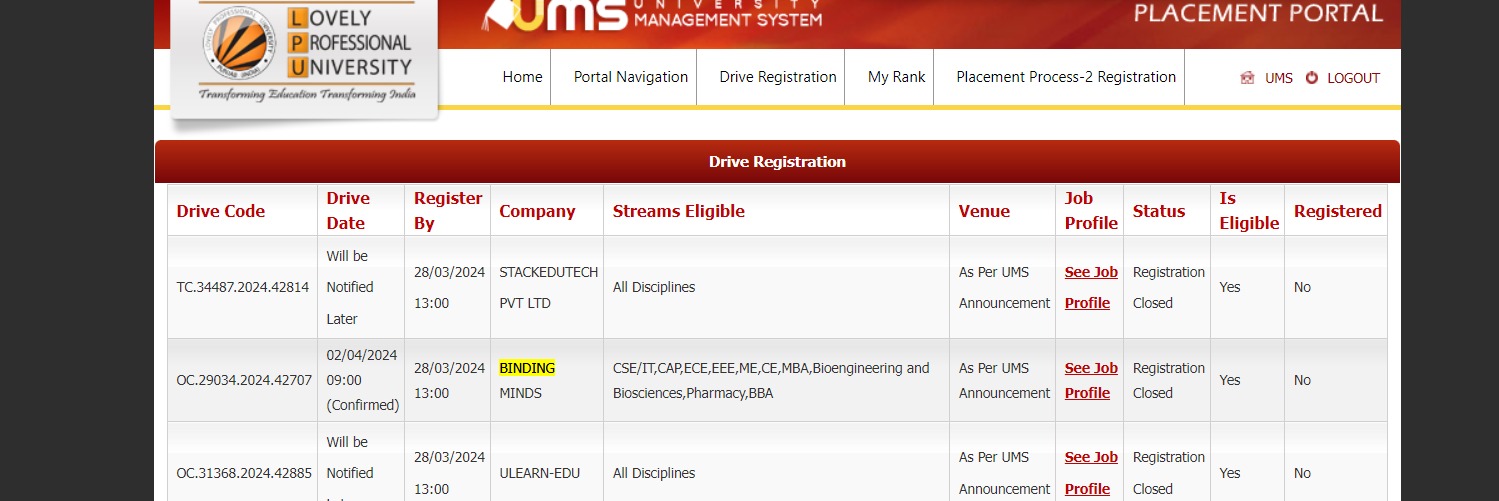 LOVELY
PROFESSIONAL
UNIVERSITY
Transforming Education Transforming India
UMS
UNIVERSITY
MANAGEMENT SYSTEM
PLACEMENT PORTAL
Home Portal Navigation Drive Registration My Rank Placement Process-2 Registration UMS LOGOUT
Drive Registration
Drive Code Drive Date Register By Company Streams Eligible Venue Job Profile Status Is Eligible Registered
TC.34487.2024.42814 Will be Notified Later 28/03/2024 13:00 STACKEDUTECH PVT LTD All Disciplines As Per UMS Announcement See Job Profile Registration Closed Yes No
OC.29034.2024.42707 02/04/2024 09:00 (Confirmed) 28/03/2024 13:00 BINDING MINDS CSE/IT,CAP,ECE,EEE,ME,CE,MBA,Bioengineering and Biosciences,Pharmacy,BBA As Per UMS Announcement See Job Profile Registration Closed Yes No
OC.31368.2024.42885 Will be Notified 28/03/2024 13:00 ULEARN-EDU All Disciplines As Per UMS Announcement See Job Profile Registration Closed Yes No